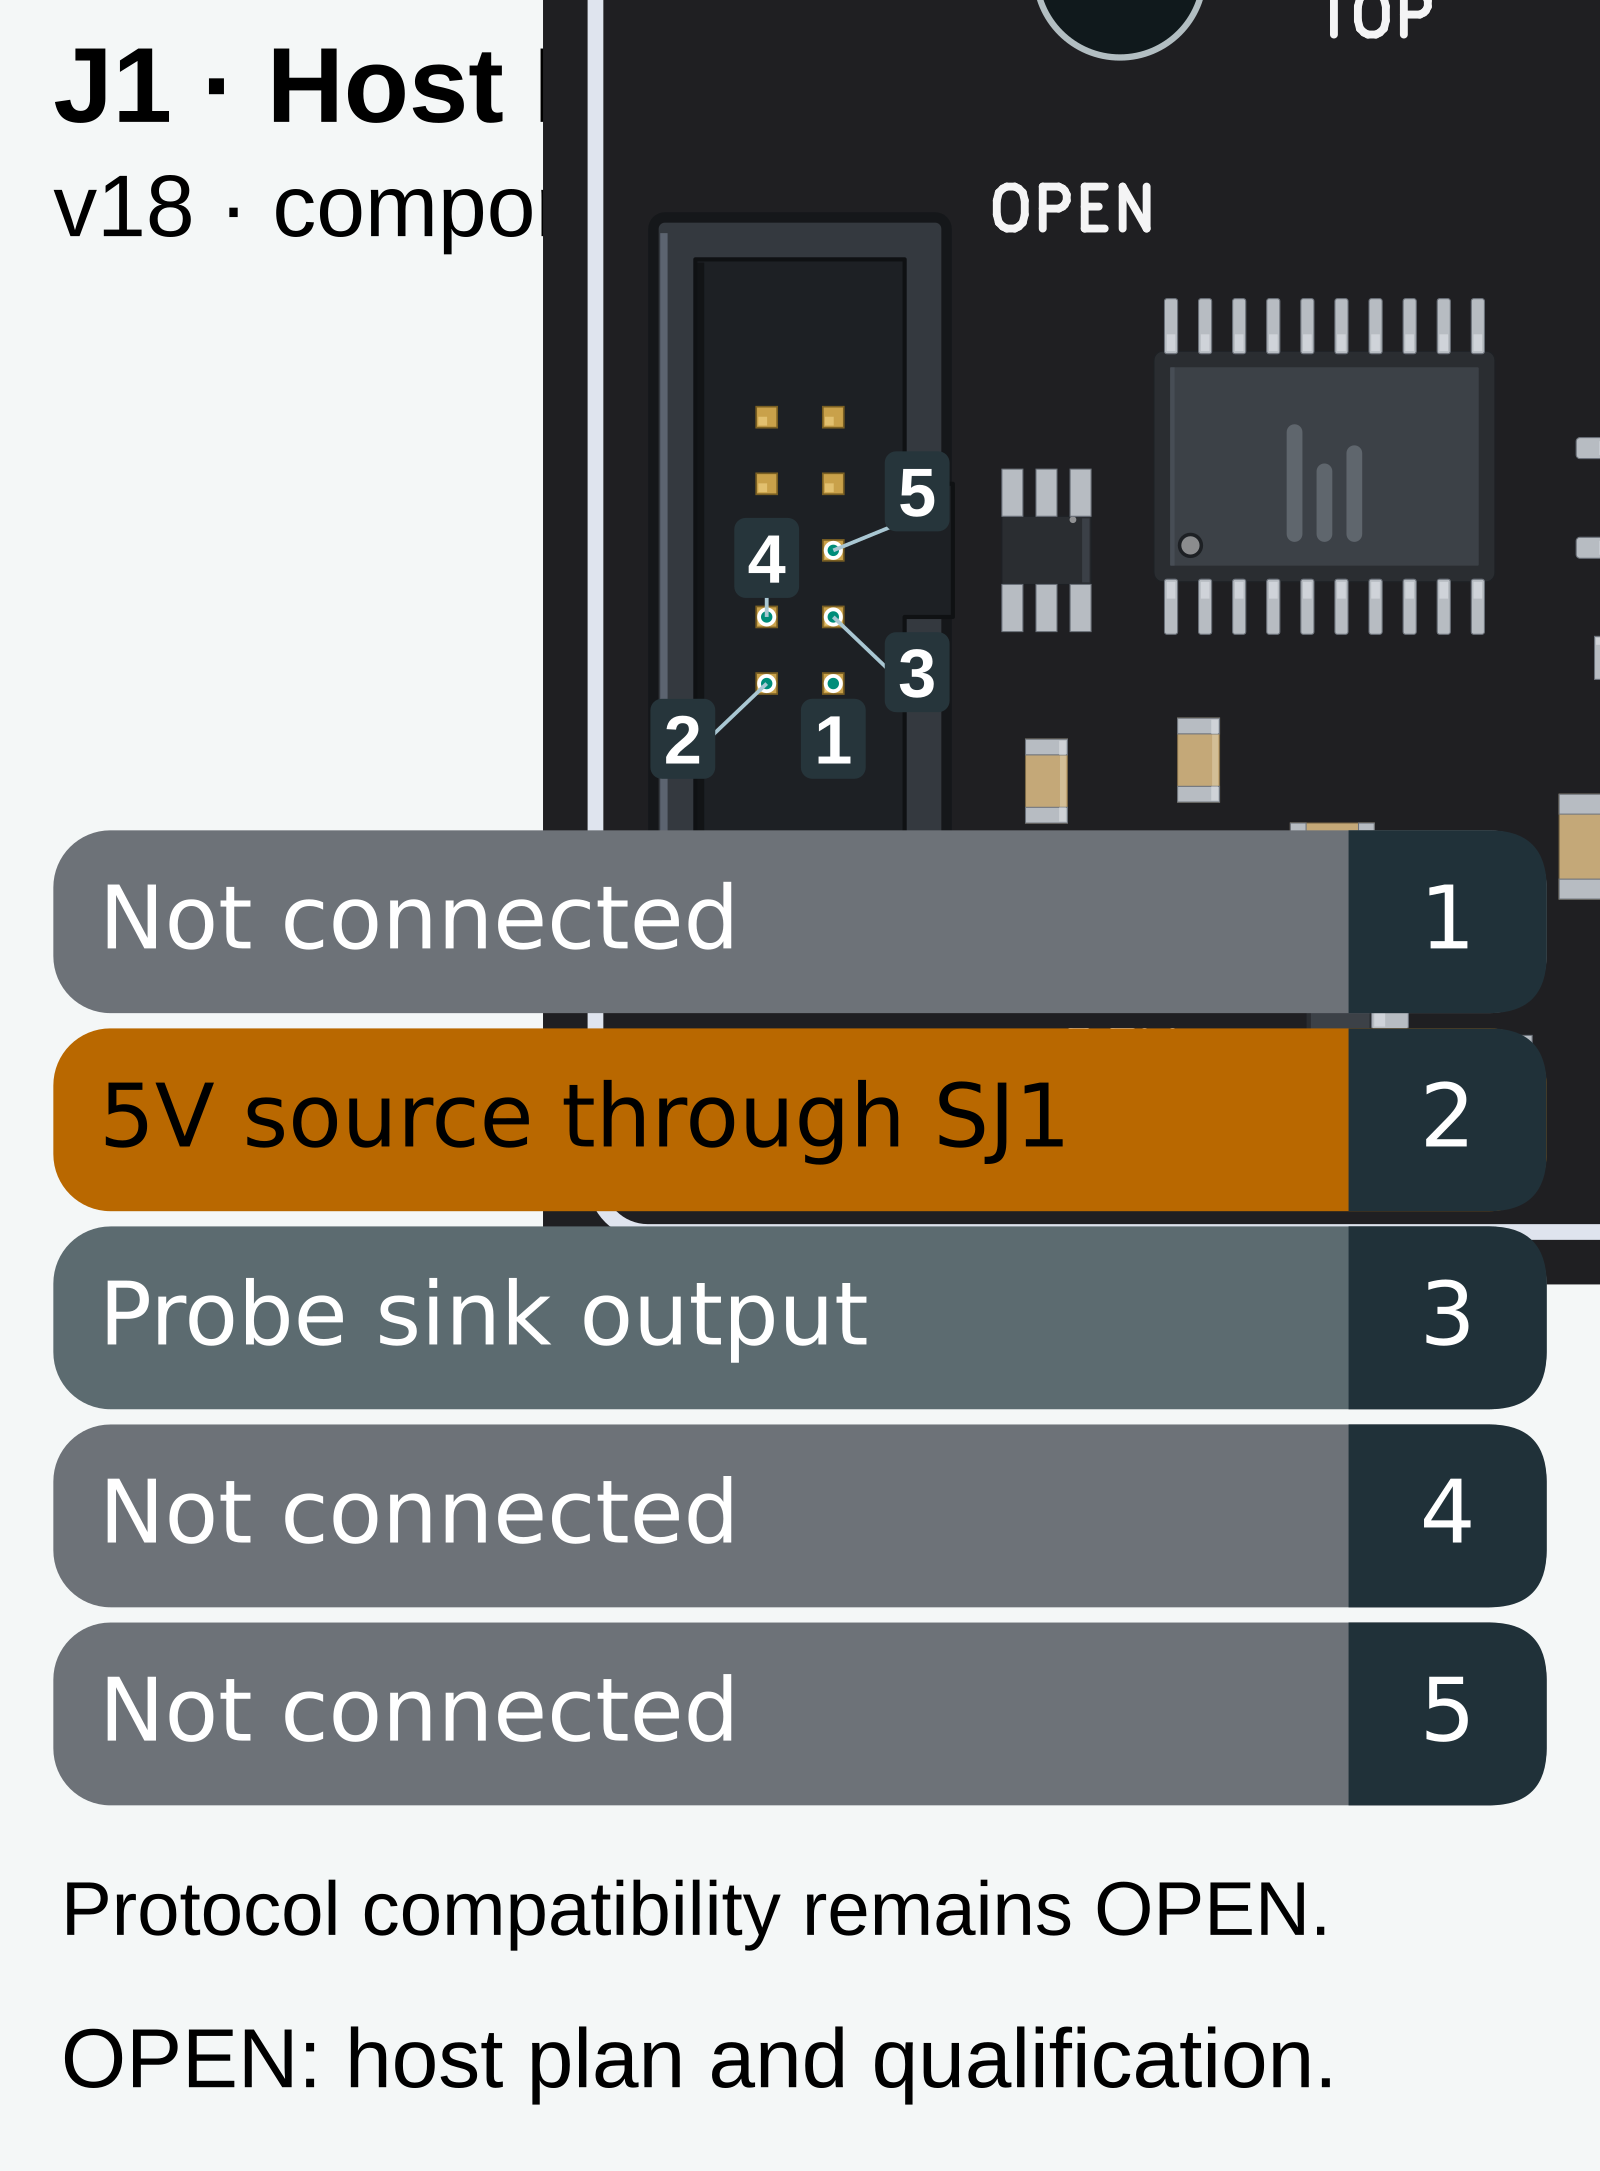 J1 · Host
v18 ·
TOP
OPEN
5
4
3
2
1
Not connected 1
5V source through SJ1 2
Probe sink output 3
Not connected 4
Not connected 5
Protocol compatibility remains OPEN.
OPEN: host plan and qualification.